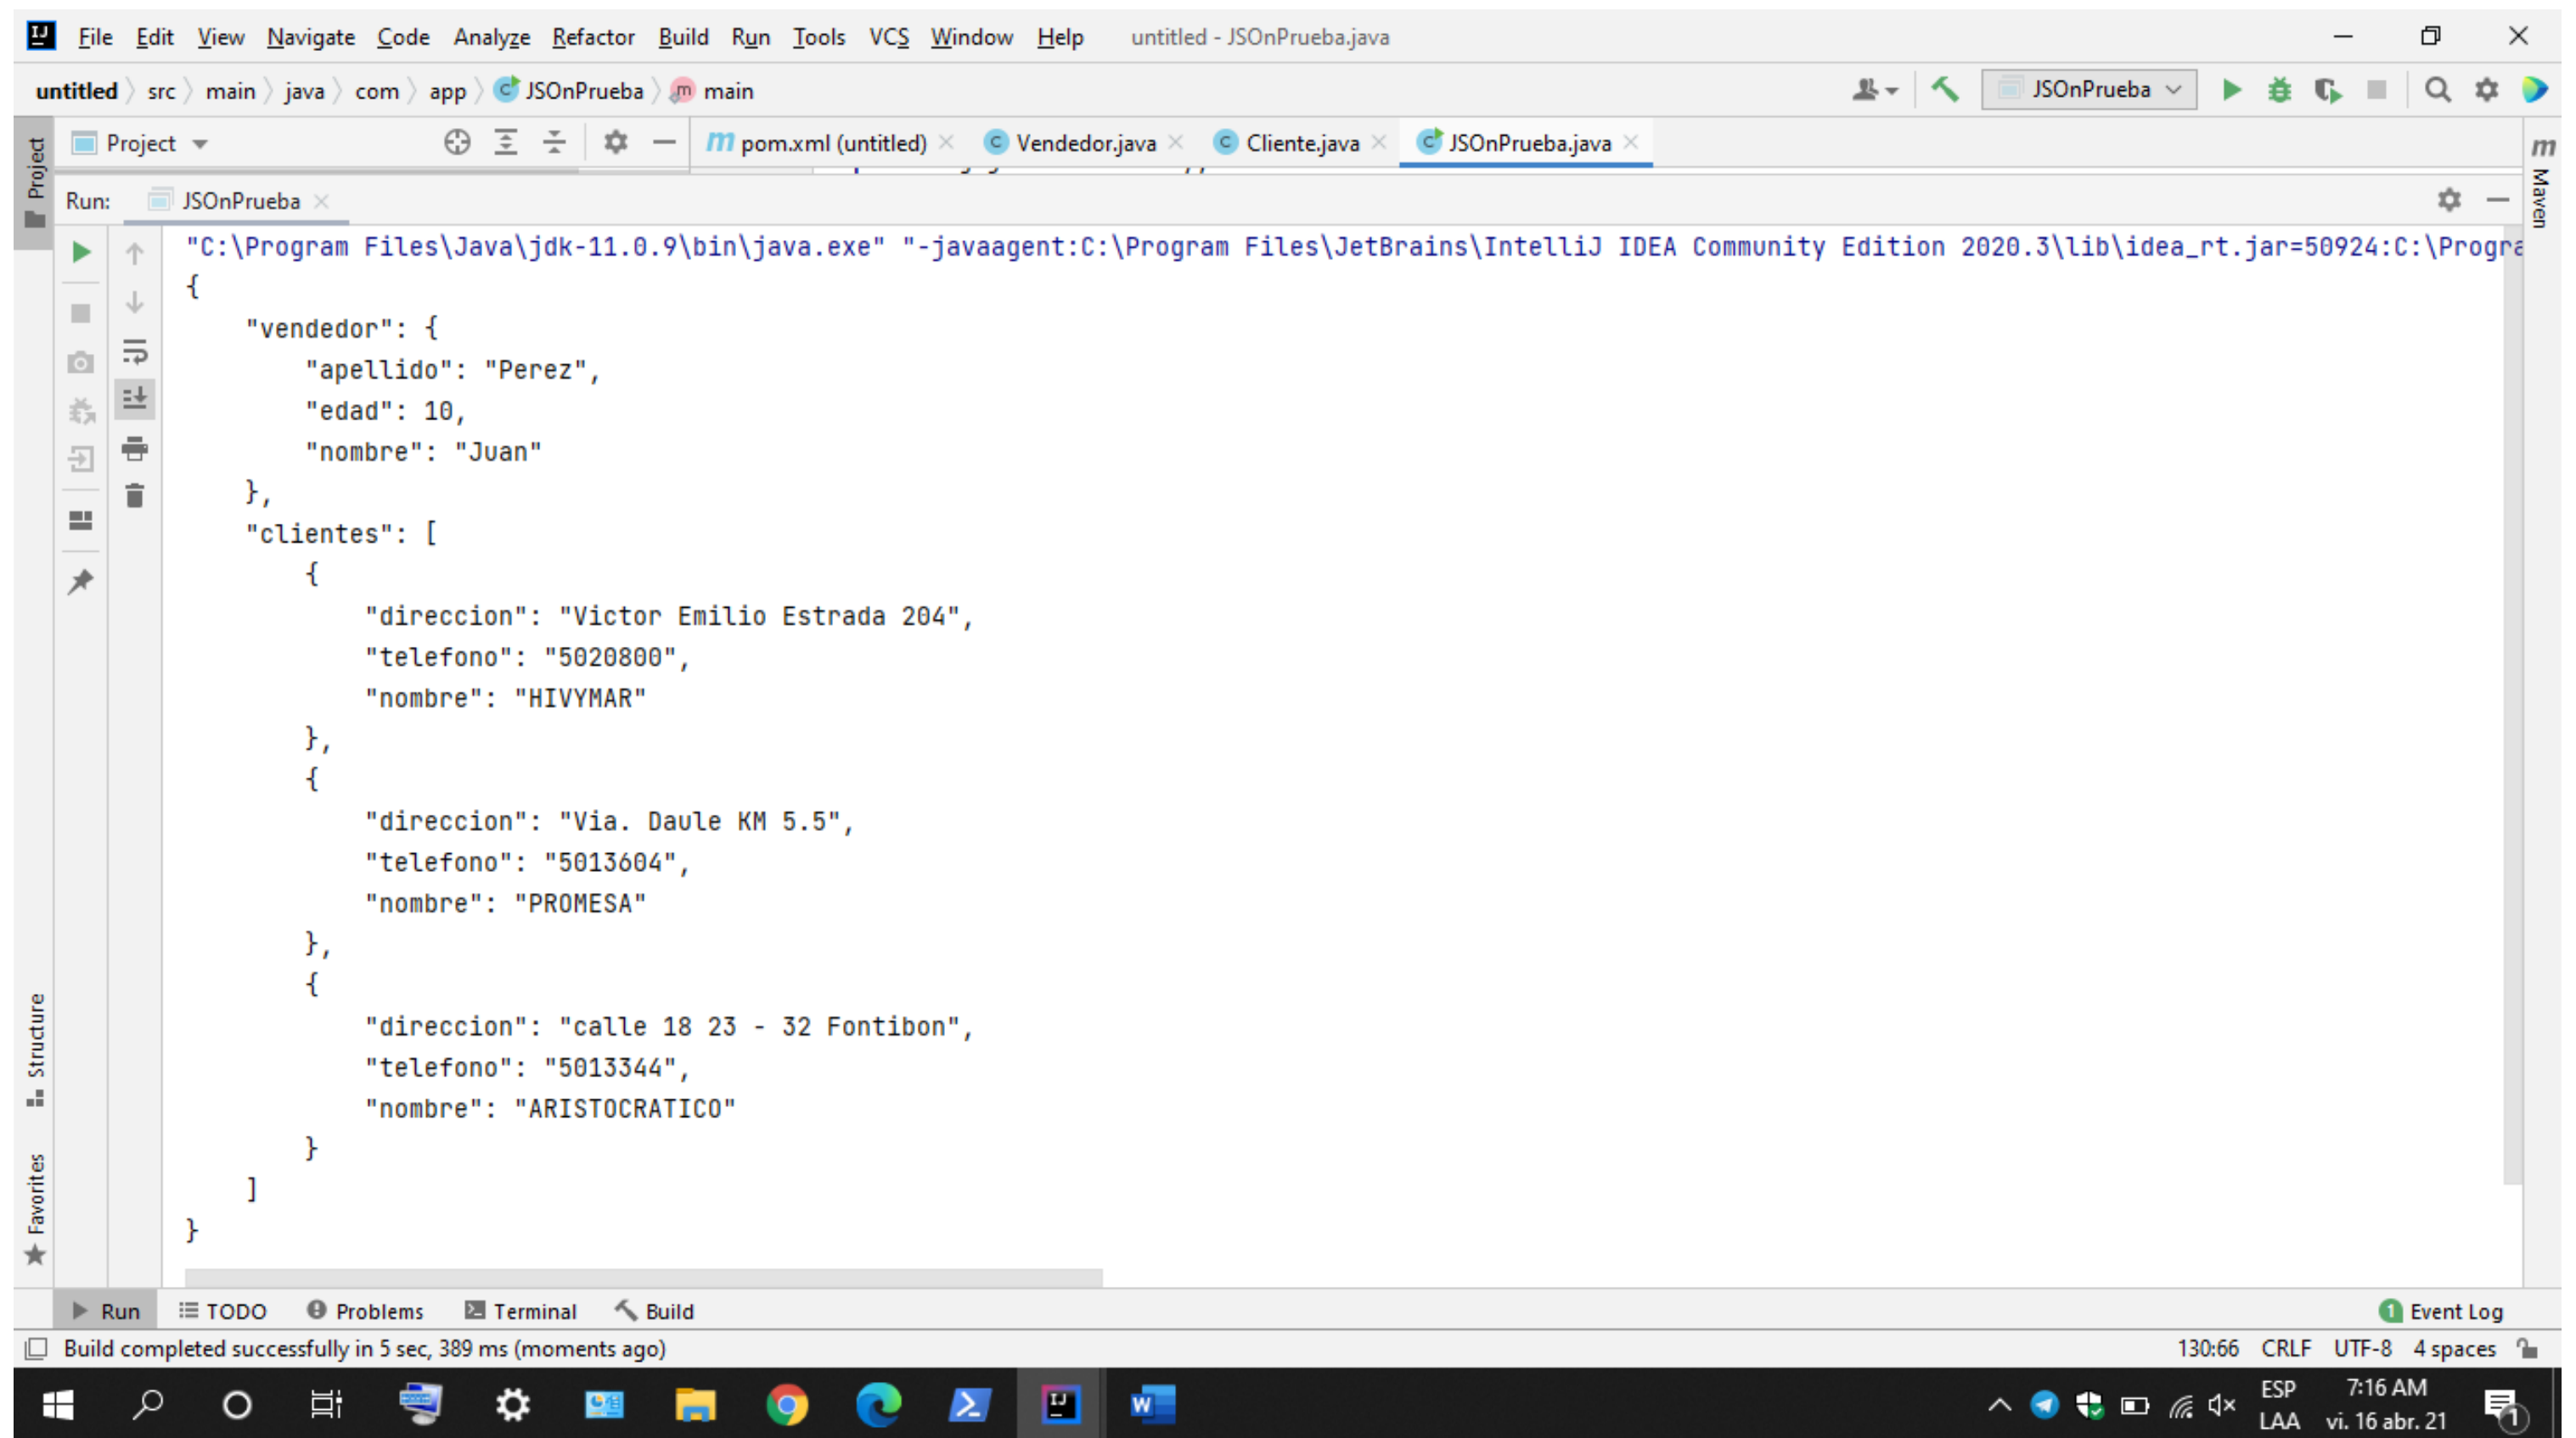 File Edit View Navigate Code Analyze Refactor Build Run Tools VCS Window Help untitled - JSOnPrueba.java
untitled src main java com app JSOnPrueba main JSOnPrueba
Project pom.xml (untitled) Vendedor.java Cliente.java JSOnPrueba.java
Project
Maven
Run: JSOnPrueba
"C:\Program Files\Java\jdk-11.0.9\bin\java.exe" "-javaagent:C:\Program Files\JetBrains\IntelliJ IDEA Community Edition 2020.3\lib\idea_rt.jar=50924:C:\Progra
{
    "vendedor": {
        "apellido": "Perez",
        "edad": 10,
        "nombre": "Juan"
    },
    "clientes": [
        {
            "direccion": "Victor Emilio Estrada 204",
            "telefono": "5020800",
            "nombre": "HIVYMAR"
        },
        {
            "direccion": "Via. Daule KM 5.5",
            "telefono": "5013604",
            "nombre": "PROMESA"
        },
        {
            "direccion": "calle 18 23 - 32 Fontibon",
            "telefono": "5013344",
            "nombre": "ARISTOCRATICO"
        }
    ]
}
Structure
Favorites
Run TODO Problems Terminal Build 1 Event Log
Build completed successfully in 5 sec, 389 ms (moments ago) 130:66 CRLF UTF-8 4 spaces
ESP 7:16 AM
LAA vi. 16 abr. 21 1